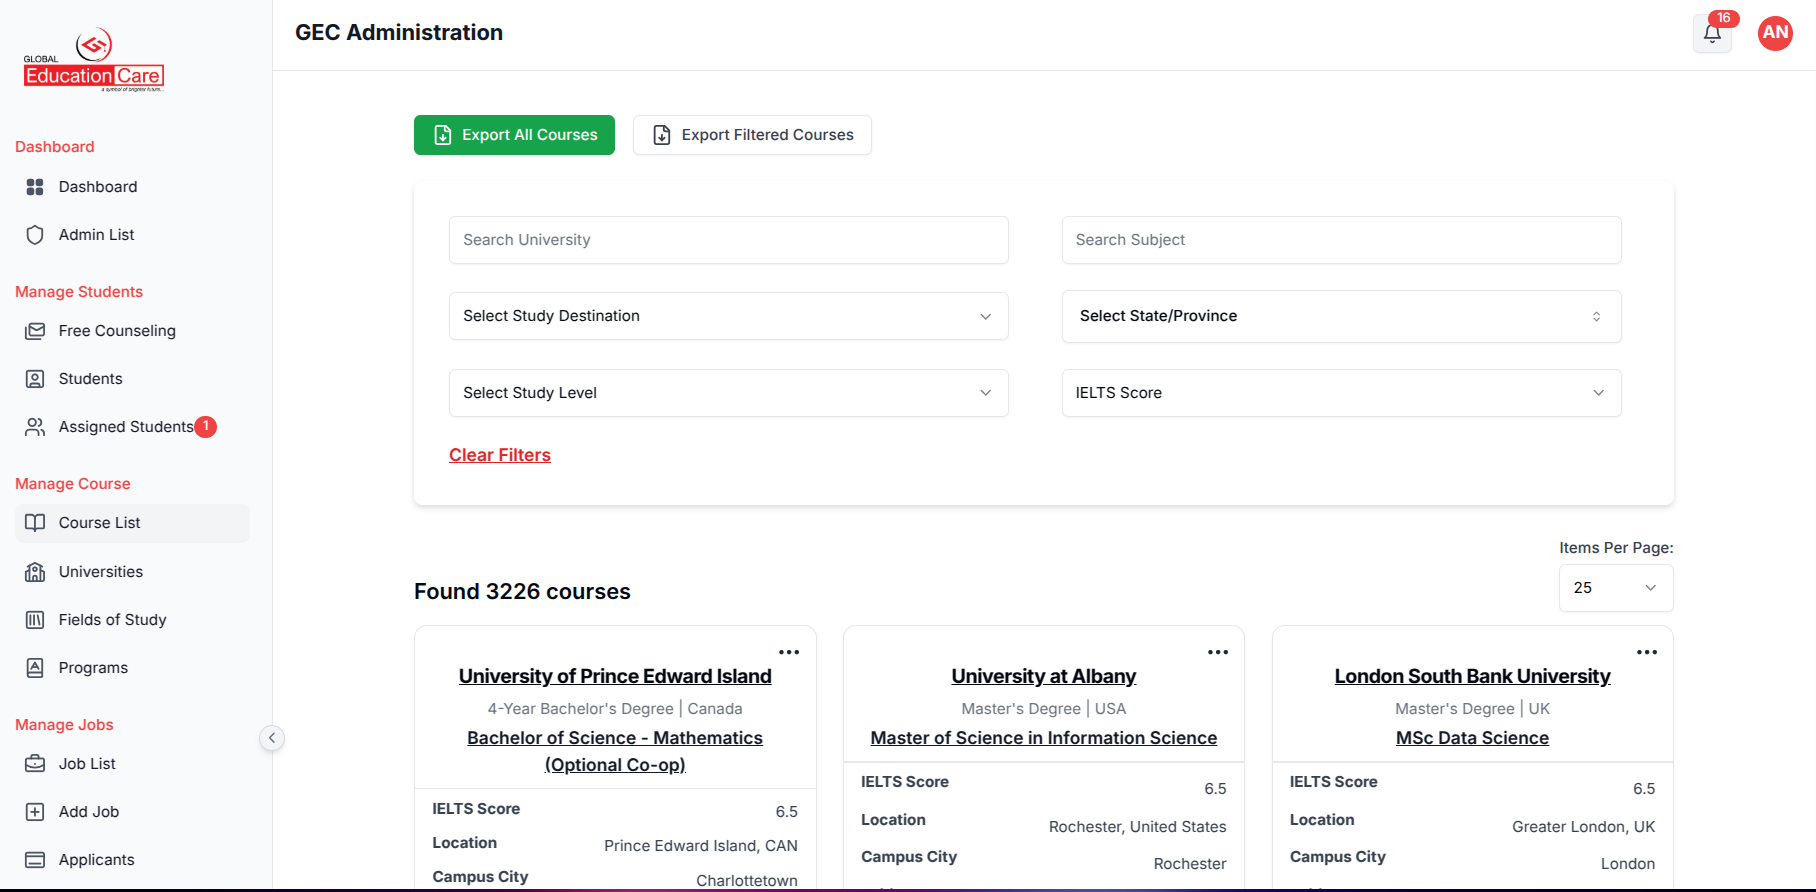 GLOBAL
Education Care
a symbol of brighter future...
GEC Administration
16
AN
Dashboard
Dashboard
Admin List
Manage Students
Free Counseling
Students
Assigned Students 1
Manage Course
Course List
Universities
Fields of Study
Programs
Manage Jobs
Job List
Add Job
Applicants
Export All Courses
Export Filtered Courses
Search University
Search Subject
Select Study Destination
Select State/Province
Select Study Level
IELTS Score
Clear Filters
Items Per Page:
Found 3226 courses
25
University of Prince Edward Island
4-Year Bachelor's Degree | Canada
Bachelor of Science - Mathematics
(Optional Co-op)
IELTS Score 6.5
Location Prince Edward Island, CAN
Campus City Charlottetown
University at Albany
Master's Degree | USA
Master of Science in Information Science
IELTS Score 6.5
Location Rochester, United States
Campus City Rochester
London South Bank University
Master's Degree | UK
MSc Data Science
IELTS Score 6.5
Location Greater London, UK
Campus City London